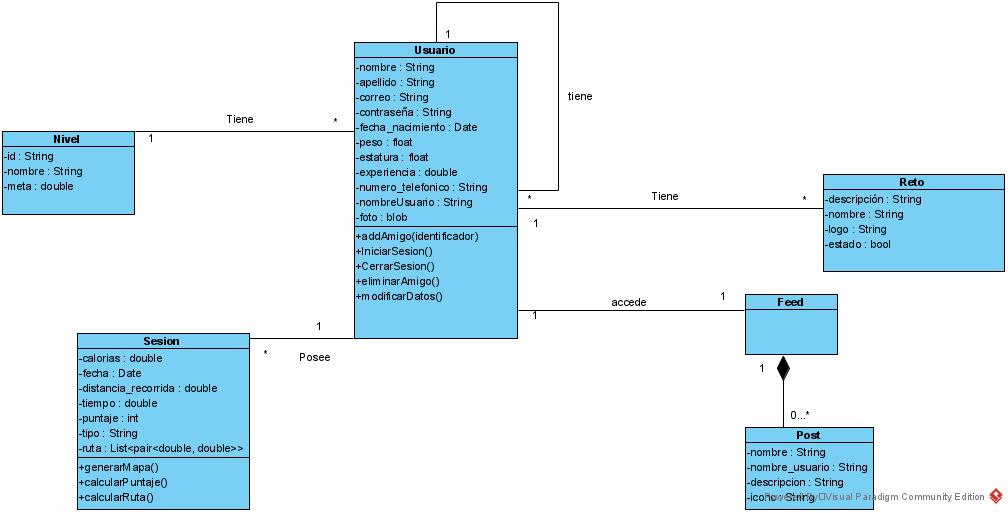 1
Usuario
-nombre : String
-apellido : String
-correo : String
-contraseña : String
-fecha_nacimiento : Date
-peso : float
-estatura : float
-experiencia : double
-numero_telefonico : String
-nombreUsuario : String
-foto : blob
+addAmigo(identificador)
+IniciarSesion()
+CerrarSesion()
+eliminarAmigo()
+modificarDatos()
tiene
*
Tiene
1
*
Nivel
-id : String
-nombre : String
-meta : double
Tiene
1
*
Reto
-descripción : String
-nombre : String
-logo : String
-estado : bool
accede
1
1
Feed
1
0...*
Post
-nombre : String
-nombre_usuario : String
-descripcion : String
-icono : String
1
*
Posee
Sesion
-calorias : double
-fecha : Date
-distancia_recorrida : double
-tiempo : double
-puntaje : int
-tipo : String
-ruta : List<pair<double, double>>
+generarMapa()
+calcularPuntaje()
+calcularRuta()
Powered By Visual Paradigm Community Edition